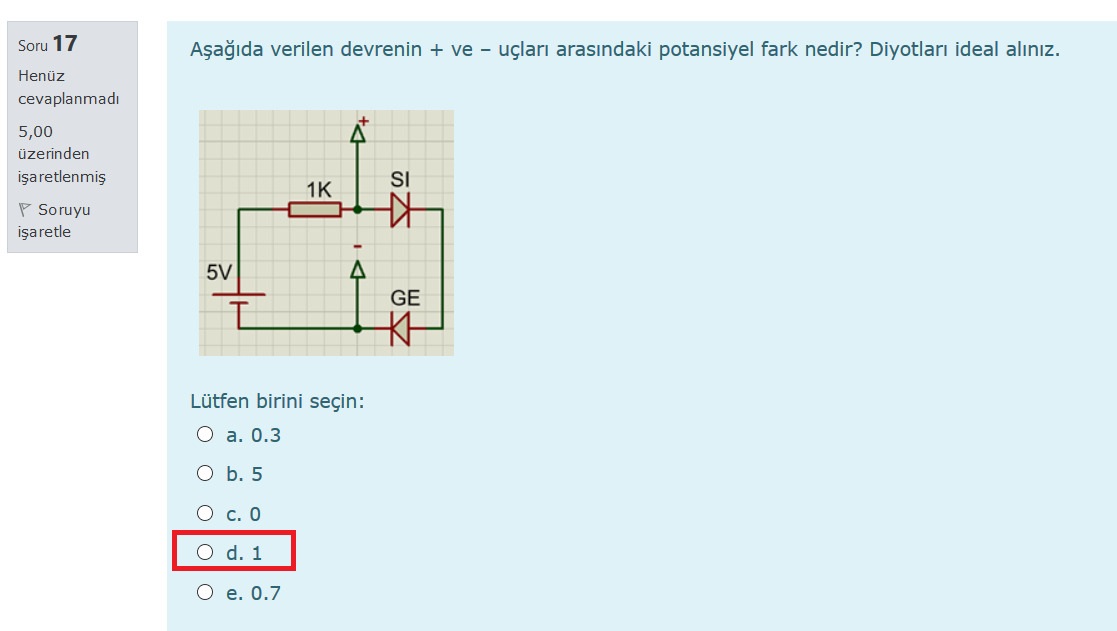 Soru 17
Henüz
cevaplanmadı
5,00
üzerinden
işaretlenmiş
Soruyu
işaretle
Aşağıda verilen devrenin + ve – uçları arasındaki potansiyel fark nedir? Diyotları ideal alınız.
+
SI
1K
-
5V
GE
Lütfen birini seçin:
a. 0.3
b. 5
c. 0
d. 1
e. 0.7